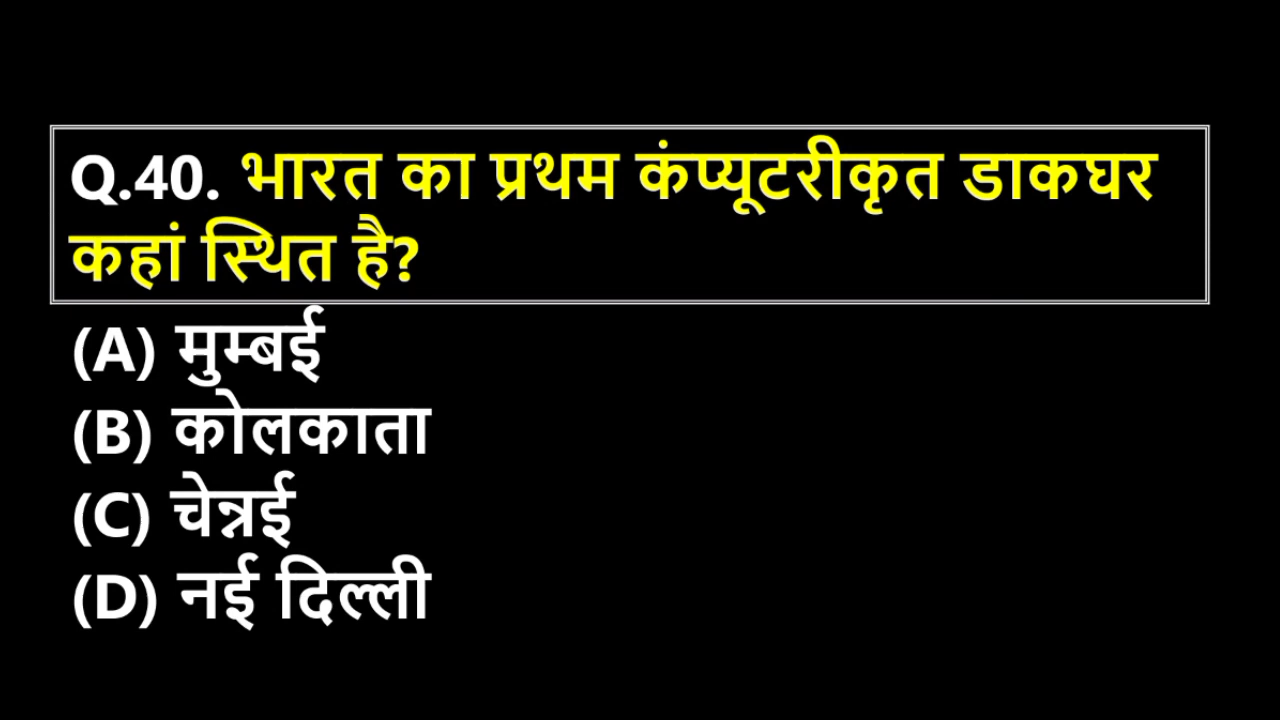 Q.40. भारत का प्रथम कंप्यूटरीकृत डाकघर
कहां स्थित है?
(A) मुम्बई
(B) कोलकाता
(C) चेन्नई
(D) नई दिल्ली